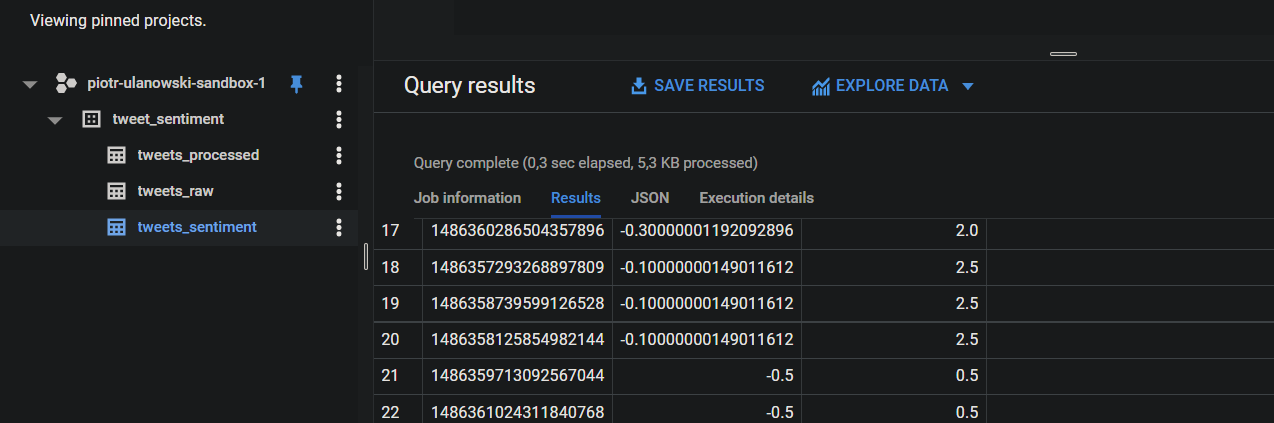 Viewing pinned projects.
piotr-ulanowski-sandbox-1
tweet_sentiment
tweets_processed
tweets_raw
tweets_sentiment
Query results
SAVE RESULTS
EXPLORE DATA
Query complete (0,3 sec elapsed, 5,3 KB processed)
Job information Results JSON Execution details
17 1486360286504357896 -0.30000001192092896 2.0
18 1486357293268897809 -0.10000000149011612 2.5
19 1486358739599126528 -0.10000000149011612 2.5
20 1486358125854982144 -0.10000000149011612 2.5
21 1486359713092567044 -0.5 0.5
22 1486361024311840768 -0.5 0.5